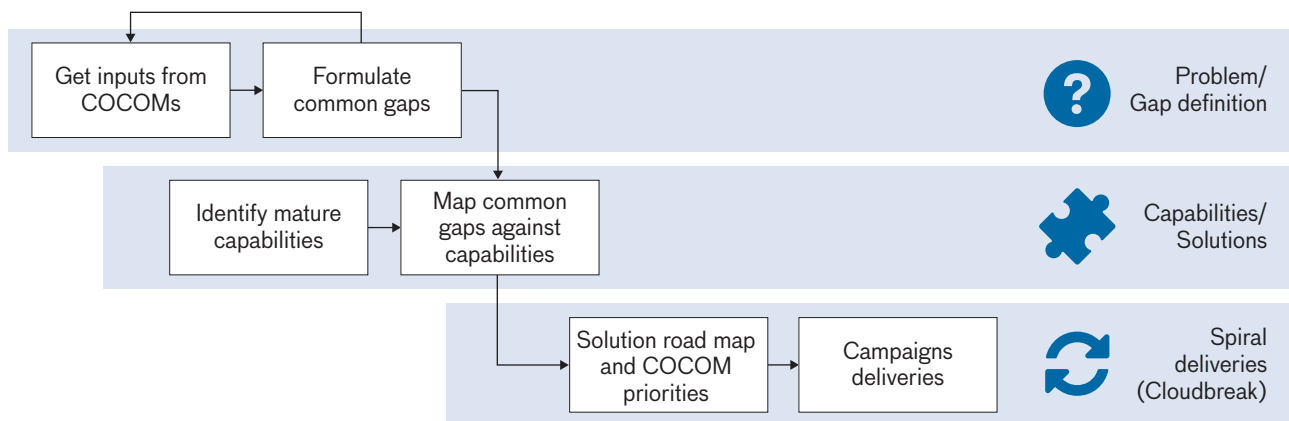 Get inputs from
COCOMs
Formulate
common gaps
?
Problem/
Gap definition
Identify mature
capabilities
Map common
gaps against
capabilities
Capabilities/
Solutions
Solution road map
and COCOM
priorities
Campaigns
deliveries
Spiral
deliveries
(Cloudbreak)